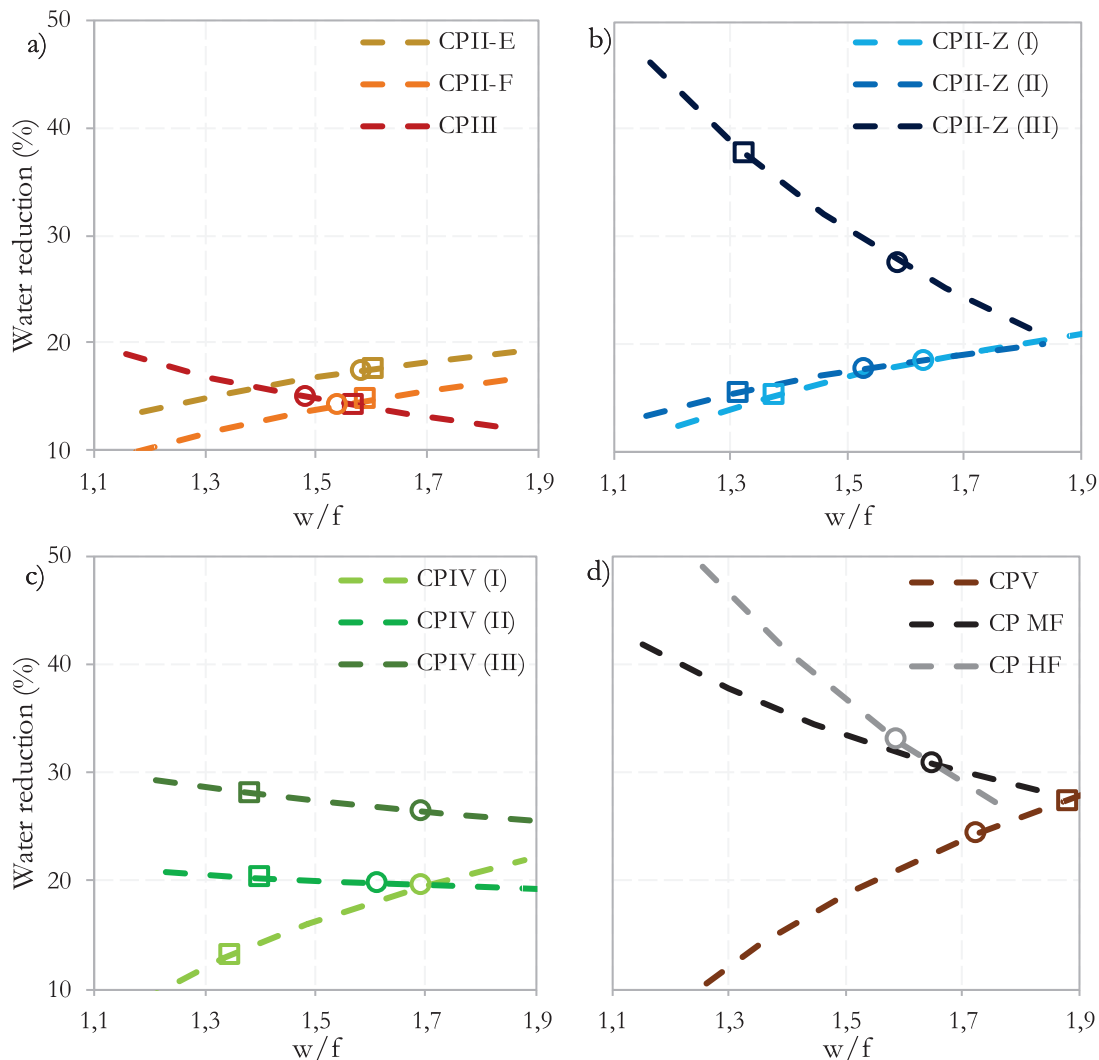 a)
CPII-E
CPII-F
CPIII
Water reduction (%)
50
40
30
20
10
1,1
1,3
1,5
1,7
1,9
w/f
b)
CPII-Z (I)
CPII-Z (II)
CPII-Z (III)
1,1
1,3
1,5
1,7
1,9
w/f
c)
CPIV (I)
CPIV (II)
CPIV (III)
Water reduction (%)
50
40
30
20
10
1,1
1,3
1,5
1,7
1,9
w/f
d)
CPV
CP MF
CP HF
1,1
1,3
1,5
1,7
1,9
w/f